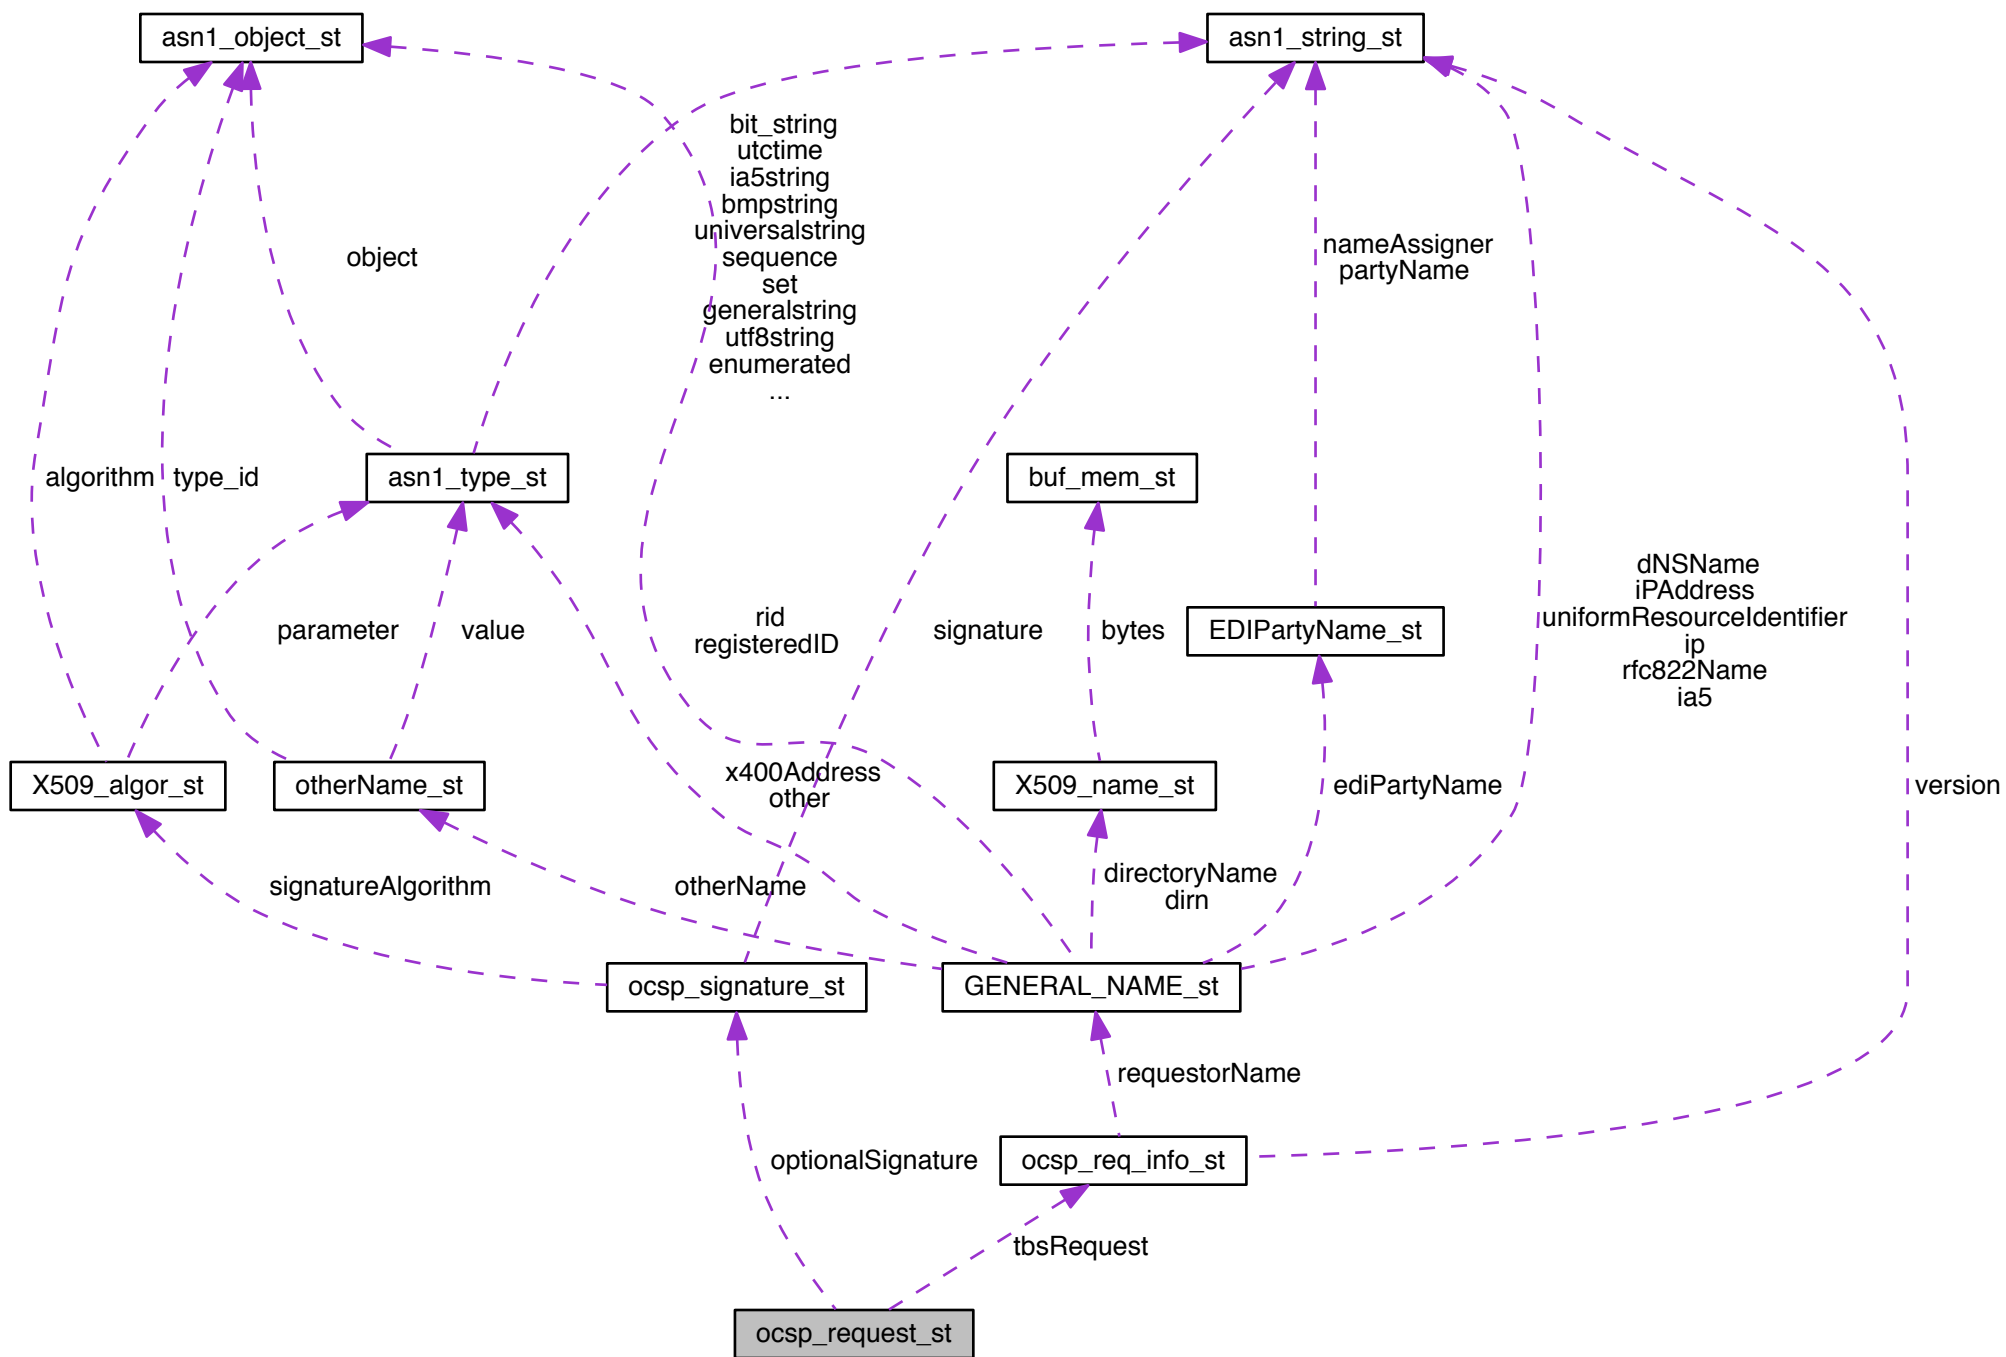 asn1_object_st
asn1_string_st
bit_string
utctime
ia5string
bmpstring
universalstring
sequence
set
generalstring
utf8string
enumerated
...
object
nameAssigner
partyName
algorithm
type_id
asn1_type_st
buf_mem_st
dNSName
iPAddress
uniformResourceIdentifier
ip
rfc822Name
ia5
parameter
value
rid
registeredID
signature
bytes
EDIPartyName_st
X509_algor_st
otherName_st
x400Address
other
X509_name_st
ediPartyName
version
signatureAlgorithm
otherName
directoryName
dirn
ocsp_signature_st
GENERAL_NAME_st
requestorName
optionalSignature
ocsp_req_info_st
tbsRequest
ocsp_request_st